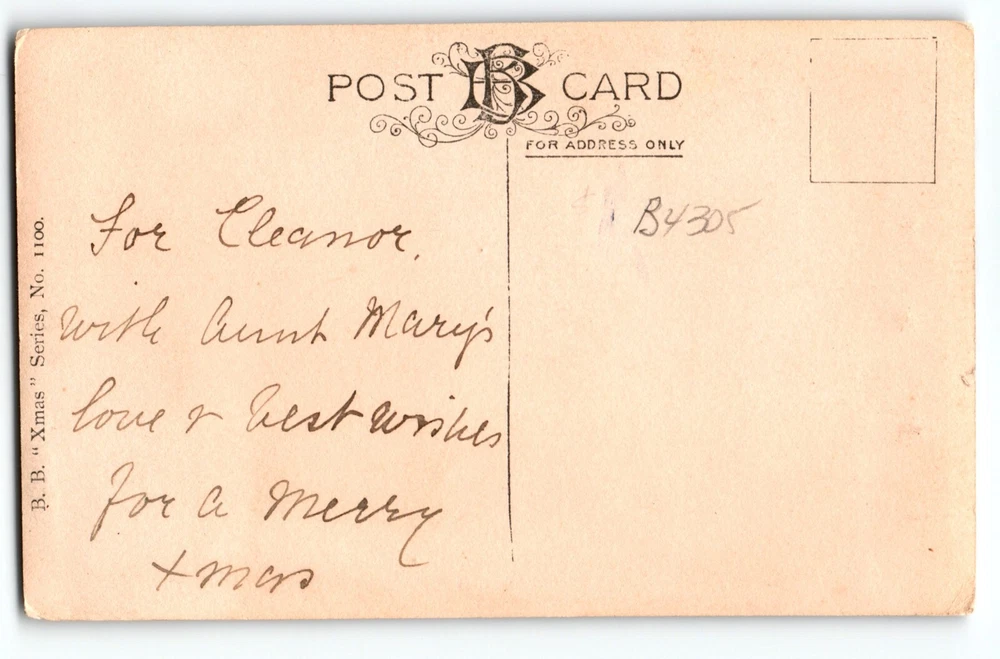 POST BB CARD
FOR ADDRESS ONLY
B4305
For Eleanor,
with Aunt Mary's
love & best wishes
for a Merry
Xmas
B. B. "Xmas" Series, No. 1100.